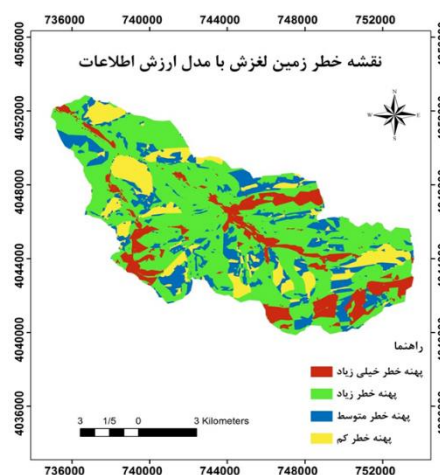 736000 740000 744000 748000 752000
نقشه خطر زمین لغزش با مدل ارزش اطلاعات
N
W E
S
4056000
4052000
4048000
4044000
4040000
4036000
راهنما
پهنه خطر خیلی زیاد
پهنه خطر زیاد
پهنه خطر متوسط
پهنه خطر کم
3 1/5 0 3 Kilometers
736000 740000 744000 748000 752000